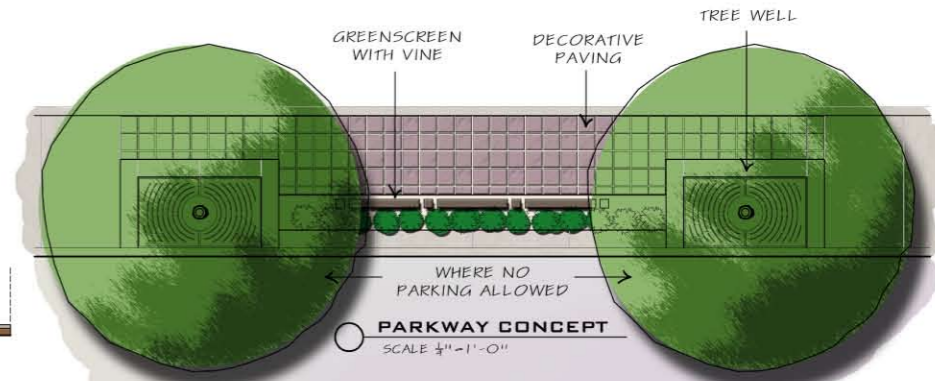 TREE WELL
GREENSCREEN
WITH VINE
DECORATIVE
PAVING
WHERE NO
PARKING ALLOWED
PARKWAY CONCEPT
SCALE ¼"-1'-0"